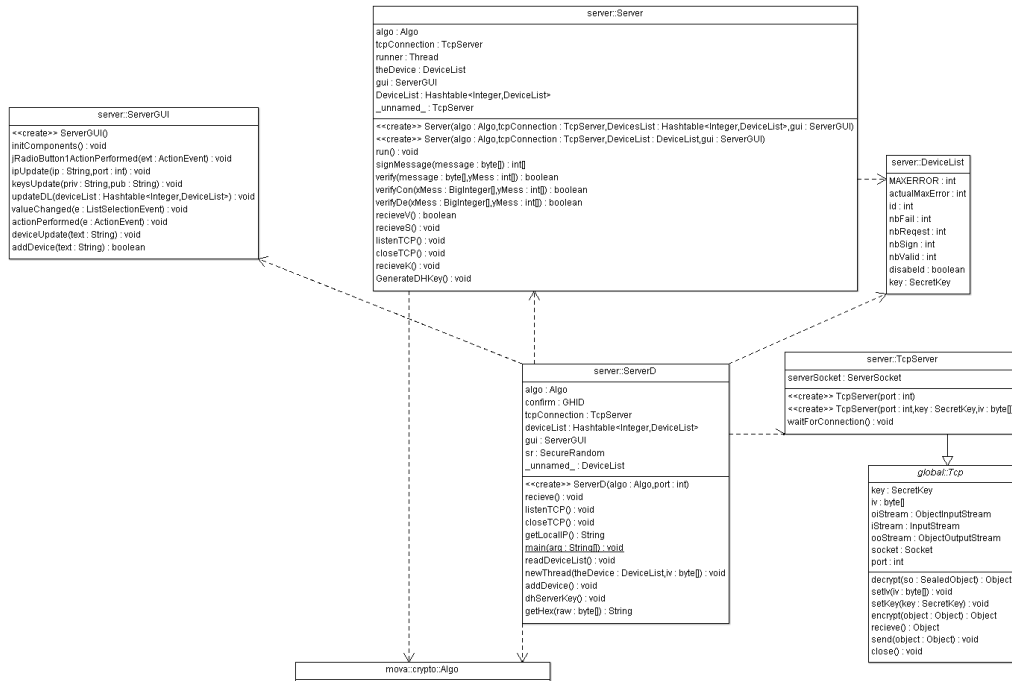 server::Server
algo : Algo
tcpConnection : TcpServer
runner : Thread
theDevice : DeviceList
gui : ServerGUI
DeviceList : Hashtable<Integer,DeviceList>
_unnamed_ : TcpServer
<<create>> Server(algo : Algo,tcpConnection : TcpServer,DevicesList : Hashtable<Integer,DeviceList>,gui : ServerGUI)
<<create>> Server(algo : Algo,tcpConnection : TcpServer,theDevice : DeviceList,gui : ServerGUI)
run() : void
signMessage(message : byte[]) : int[]
verify(message : byte[],yMess : int[]) : boolean
verifyCon(xMess : BigInteger[],yMess : int[]) : boolean
verifyDe(xMess : BigInteger[],yMess : int[]) : boolean
recieveV() : boolean
recieveS() : void
listenTCP() : void
closeTCP() : void
recieveK() : void
GenerateDHKey() : void
server::ServerGUI
<<create>> ServerGUI()
initComponents() : void
jRadioButton1ActionPerformed(evt : ActionEvent) : void
ipUpdate(ip : String,port : int) : void
keysUpdate(priv : String,pub : String) : void
updateDL(deviceList : Hashtable<Integer,DeviceList>) : void
valueChanged(e : ListSelectionEvent) : void
actionPerformed(e : ActionEvent) : void
deviceUpdate(text : String) : void
addDevice(text : String) : boolean
server::DeviceList
MAXERROR : int
actualMaxError : int
id : int
nbFail : int
nbReqest : int
nbSign : int
nbValid : int
disabeld : boolean
key : SecretKey
server::ServerD
algo : Algo
confirm : GHID
tcpConnection : TcpServer
deviceList : Hashtable<Integer,DeviceList>
gui : ServerGUI
sr : SecureRandom
_unnamed_ : DeviceList
<<create>> ServerD(algo : Algo,port : int)
recieve() : void
listenTCP() : void
closeTCP() : void
getLocalIP() : String
main(arg : String[]) : void
readDeviceList() : void
newThread(theDevice : DeviceList,iv : byte[]) : void
addDevice() : void
dhServerKey() : void
getHex(raw : byte[]) : String
server::TcpServer
serverSocket : ServerSocket
<<create>> TcpServer(port : int)
<<create>> TcpServer(port : int,key : SecretKey,iv : byte[])
waitForConnection() : void
global::Tcp
key : SecretKey
iv : byte[]
oiStream : ObjectInputStream
iStream : InputStream
ooStream : ObjectOutputStream
socket : Socket
port : int
decrypt(so : SealedObject) : Object
setIv(iv : byte[]) : void
setKey(key : SecretKey) : void
encrypt(object : Object) : Object
recieve() : Object
send(object : Object) : void
close() : void
mova::crypto::Algo